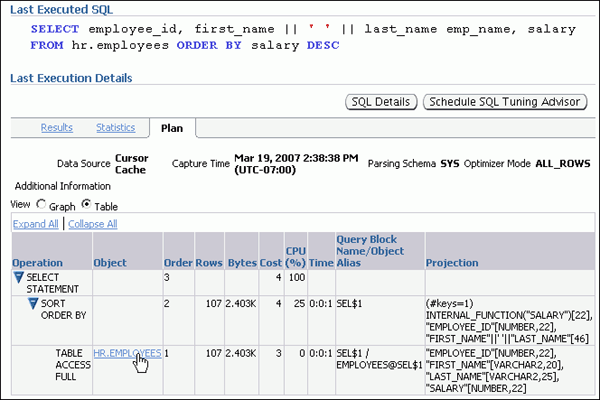 Last Executed SQL
SELECT employee_id, first_name || ' ' || last_name emp_name, salary
FROM hr.employees ORDER BY salary DESC
Last Execution Details
SQL Details Schedule SQL Tuning Advisor
Results Statistics Plan
Data Source Cursor Cache Capture Time Mar 19, 2007 2:38:38 PM (UTC-07:00) Parsing Schema SYS Optimizer Mode ALL_ROWS
Additional Information
View Graph Table
Expand All | Collapse All
Operation Object Order Rows Bytes Cost CPU (%) Time Query Block Name/Object Alias Projection
SELECT STATEMENT 3 4 100
SORT ORDER BY 2 107 2.403K 4 25 0:0:1 SEL$1 (#keys=1) INTERNAL_FUNCTION("SALARY")[22], "EMPLOYEE_ID"[NUMBER,22], "FIRST_NAME"||' '||"LAST_NAME"[46]
TABLE ACCESS FULL HR.EMPLOYEES 1 107 2.403K 3 0 0:0:1 SEL$1 / EMPLOYEES@SEL$1 "EMPLOYEE_ID"[NUMBER,22], "FIRST_NAME"[VARCHAR2,20], "LAST_NAME"[VARCHAR2,25], "SALARY"[NUMBER,22]